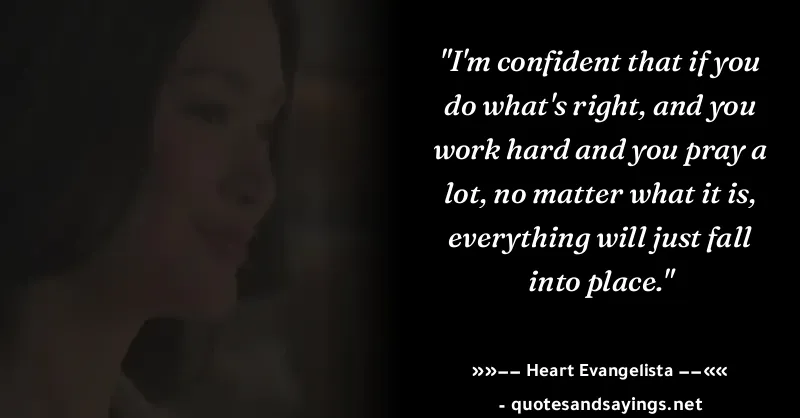 "I'm confident that if you
do what's right, and you
work hard and you pray a
lot, no matter what it is,
everything will just fall
into place."
»»—— Heart Evangelista ——««
- quotesandsayings.net